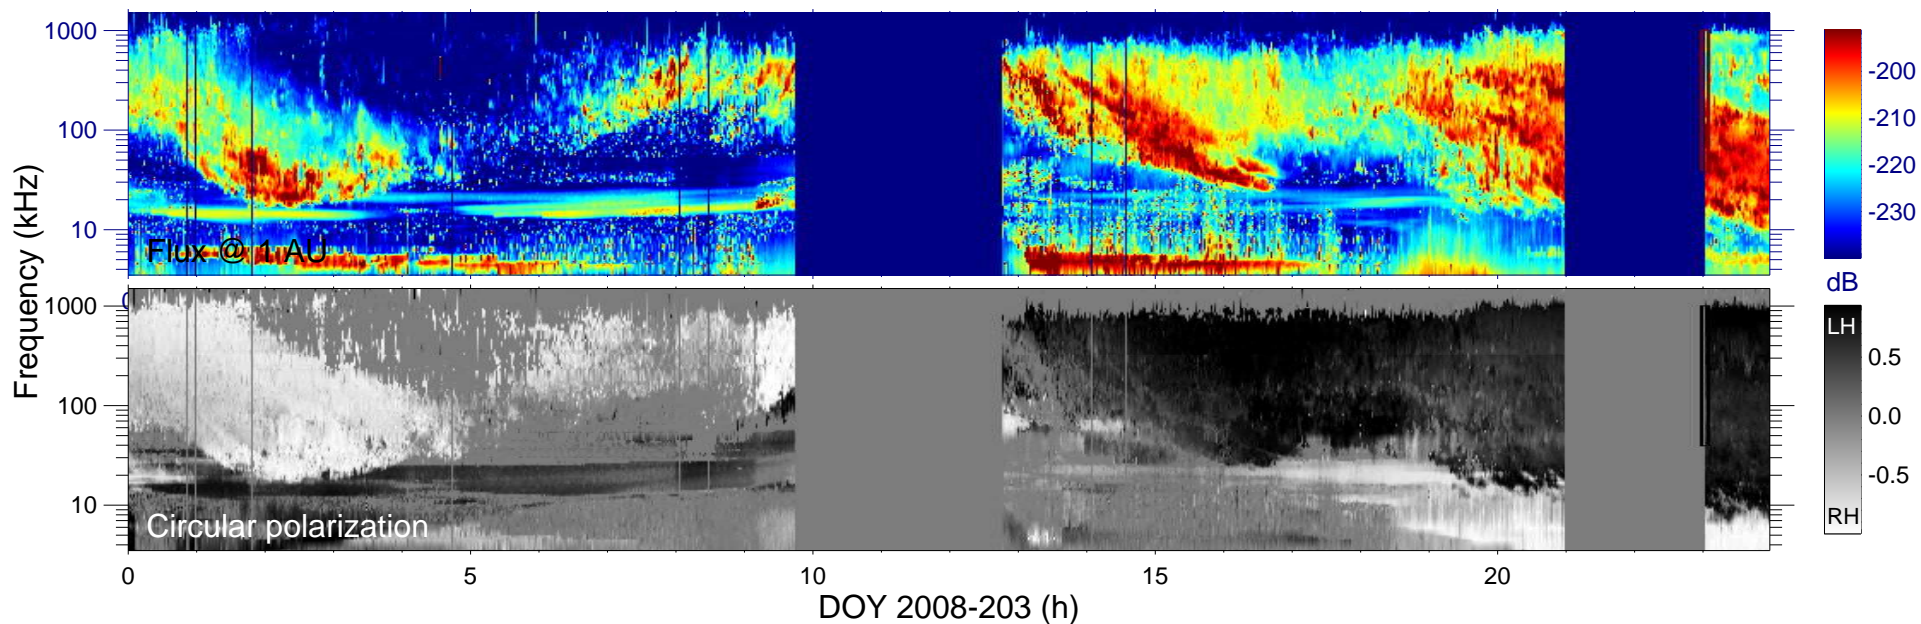 1000
100
10
Flux @ 1 AU
-200
-210
-220
-230
dB
0
Frequency (kHz)
1000
100
10
Circular polarization
LH
0.5
0.0
-0.5
RH
0
5
10
15
20
DOY 2008-203 (h)